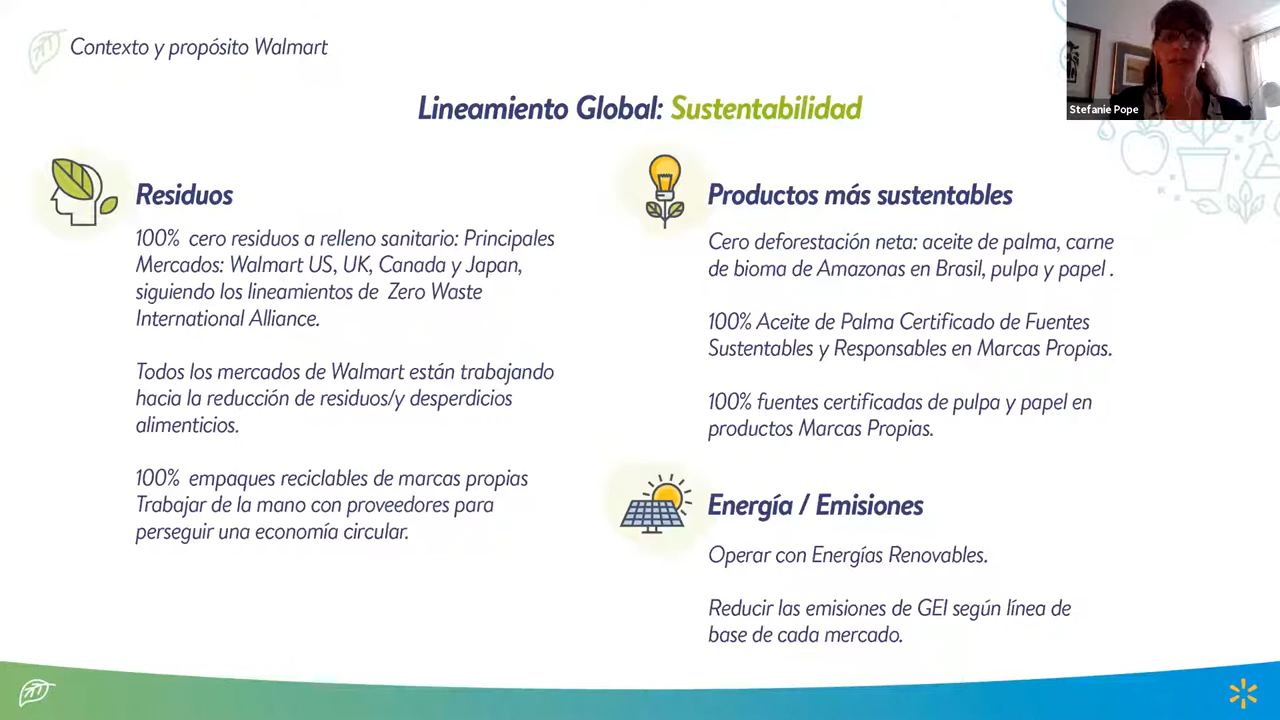 Contexto y propósito Walmart
Stefanie Pope
Lineamiento Global: Sustentabilidad
Residuos
100% cero residuos a relleno sanitario: Principales
Mercados: Walmart US, UK, Canada y Japan,
siguiendo los lineamientos de Zero Waste
International Alliance.
Todos los mercados de Walmart están trabajando
hacia la reducción de residuos/y desperdicios
alimenticios.
100% empaques reciclables de marcas propias
Trabajar de la mano con proveedores para
perseguir una economía circular.
Productos más sustentables
Cero deforestación neta: aceite de palma, carne
de bioma de Amazonas en Brasil, pulpa y papel .
100% Aceite de Palma Certificado de Fuentes
Sustentables y Responsables en Marcas Propias.
100% fuentes certificadas de pulpa y papel en
productos Marcas Propias.
Energía / Emisiones
Operar con Energías Renovables.
Reducir las emisiones de GEI según línea de
base de cada mercado.